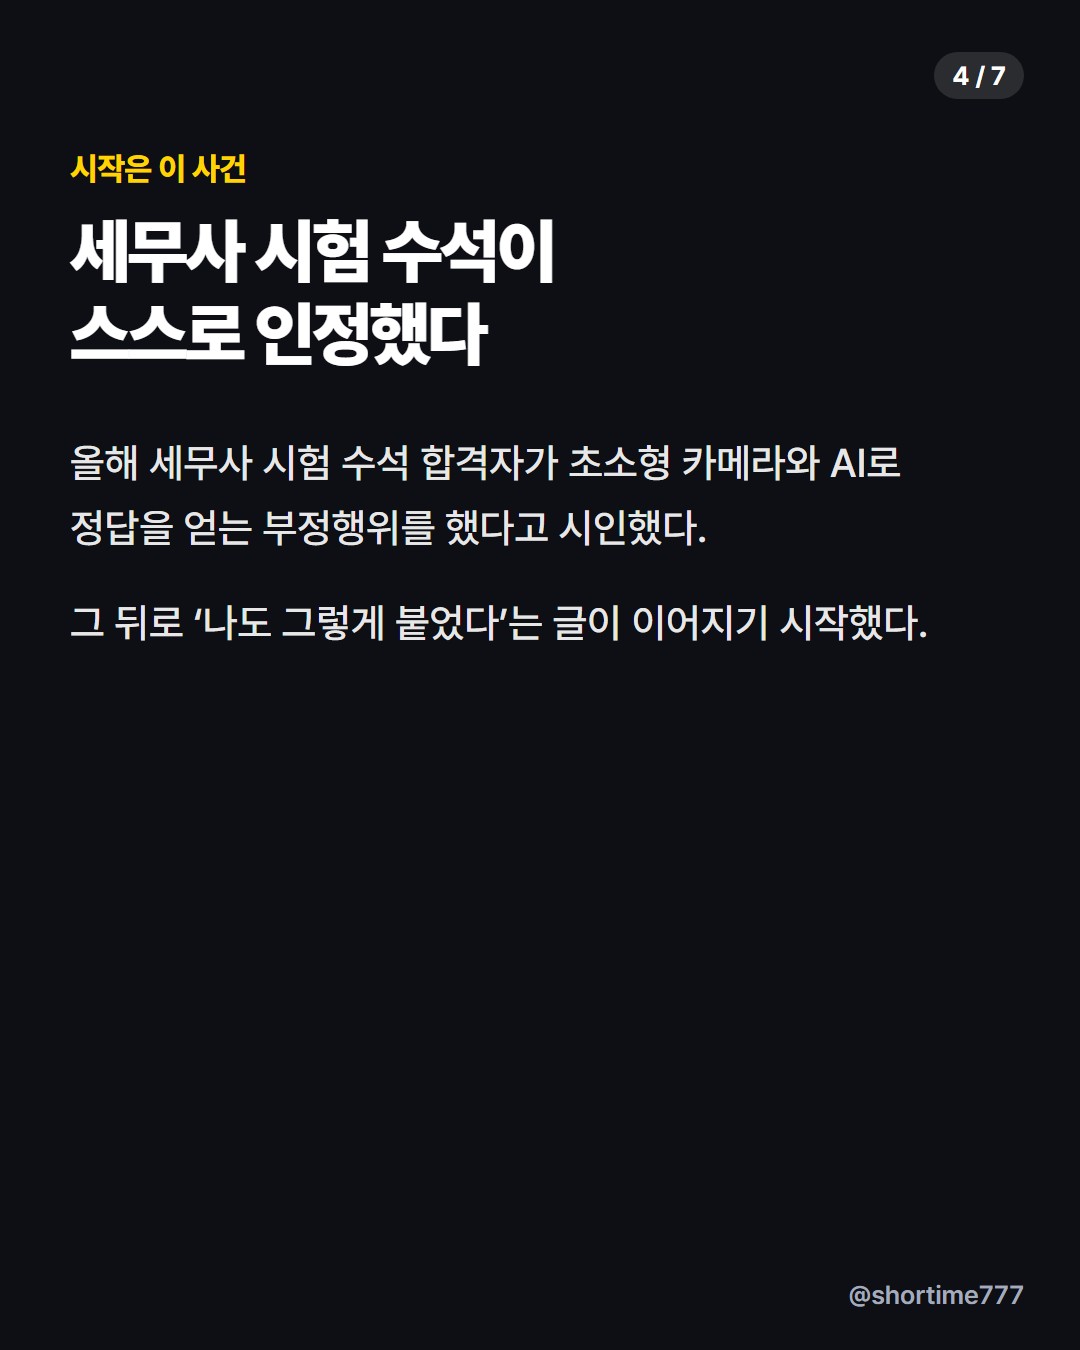 4 / 7
시작은 이 사건
세무사 시험 수석이
스스로 인정했다
올해 세무사 시험 수석 합격자가 초소형 카메라와 AI로
정답을 얻는 부정행위를 했다고 시인했다.
그 뒤로 ‘나도 그렇게 붙었다’는 글이 이어지기 시작했다.
@shortime777